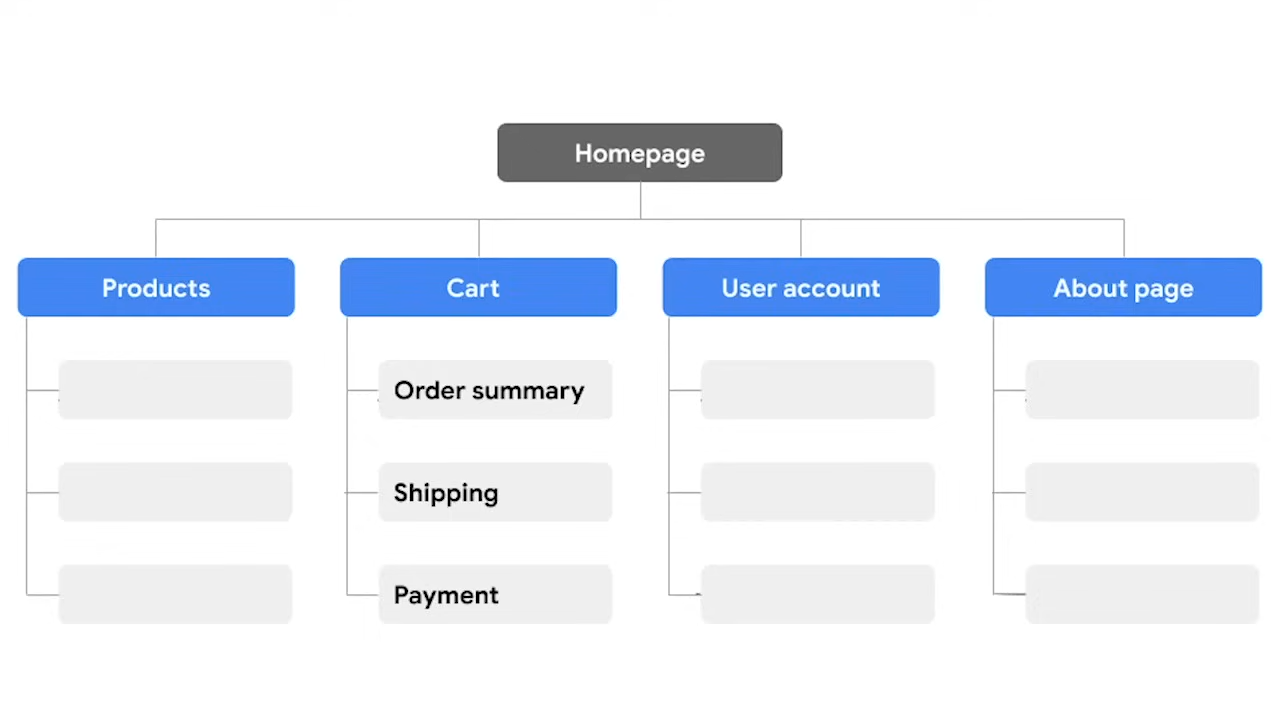 Homepage
Products
Cart
User account
About page
Order summary
Shipping
Payment